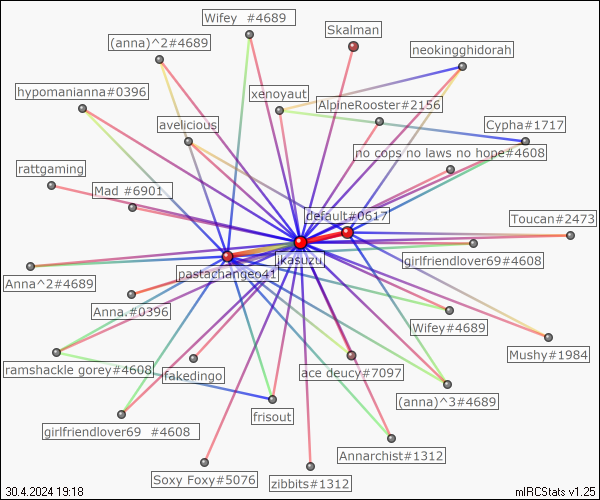 Wifey  #4689
Skalman
(anna)^2#4689
neokingghidorah
hypomanianna#0396
xenoyaut
AlpineRooster#2156
avelicious
Cypha#1717
no cops no laws no hope#4608
rattgaming
Mad #6901
default#0617
Toucan#2473
jkasuzu
girlfriendlover69#4608
pastachangeo41
Anna^2#4689
Anna.#0396
Wifey#4689
Mushy#1984
ramshackle gorey#4608
fakedingo
ace deucy#7097
(anna)^3#4689
frisout
girlfriendlover69  #4608
Annarchist#1312
Soxy Foxy#5076
zibbits#1312
30.4.2024 19:18
mIRCStats v1.25